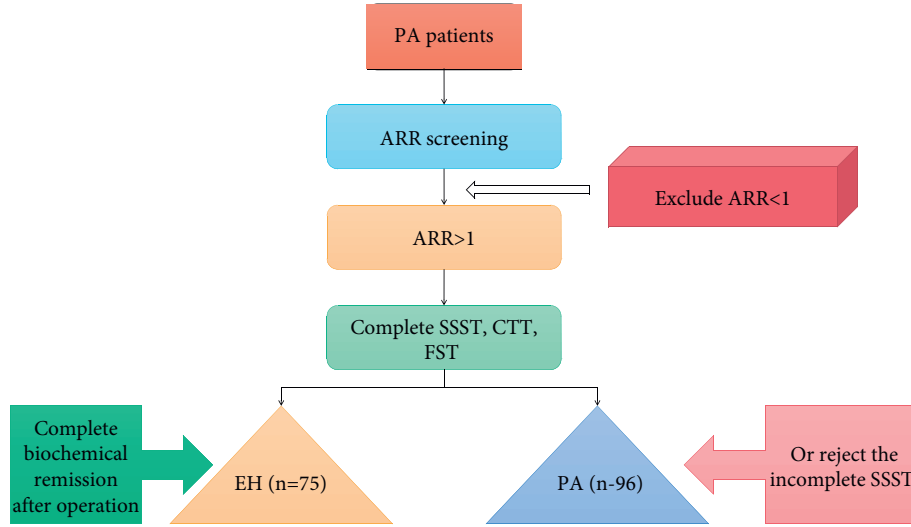 PA patients
ARR screening
Exclude ARR<1
ARR>1
Complete SSST, CTT,
FST
Complete
biochemical
remission
after operation
EH (n=75)
PA (n-96)
Or reject the
incomplete SSST